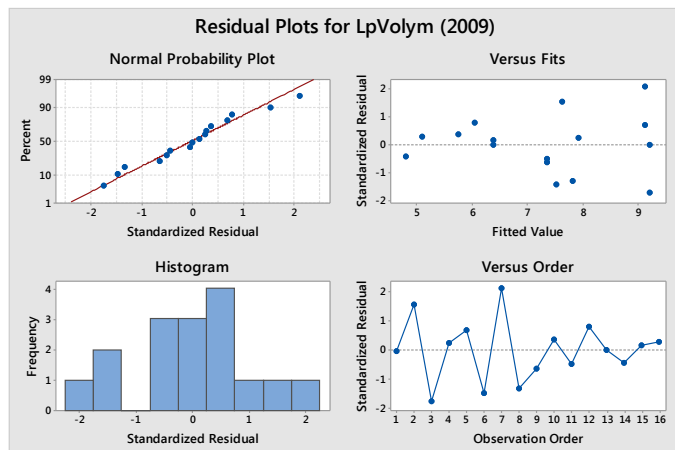 Residual Plots for LpVolym (2009)
Normal Probability Plot
Percent
99
90
50
10
1
-2 -1 0 1 2
Standardized Residual
Versus Fits
Standardized Residual
2
1
0
-1
-2
5 6 7 8 9
Fitted Value
Histogram
Frequency
4
3
2
1
0
-2 -1 0 1 2
Standardized Residual
Versus Order
Standardized Residual
2
1
0
-1
-2
1 2 3 4 5 6 7 8 9 10 11 12 13 14 15 16
Observation Order